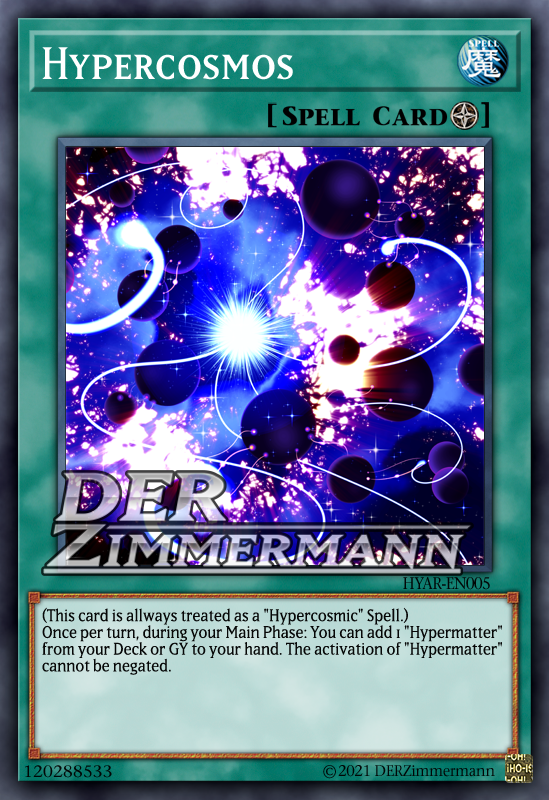 HYPERCOSMOS
SPELL
魔
[SPELL CARD]
DER
ZIMMERMANN
HYAR-EN005
(This card is allways treated as a "Hypercosmic" Spell.)
Once per turn, during your Main Phase: You can add 1 "Hypermatter"
from your Deck or GY to your hand. The activation of "Hypermatter"
cannot be negated.
120288533
©2021 DERZimmermann